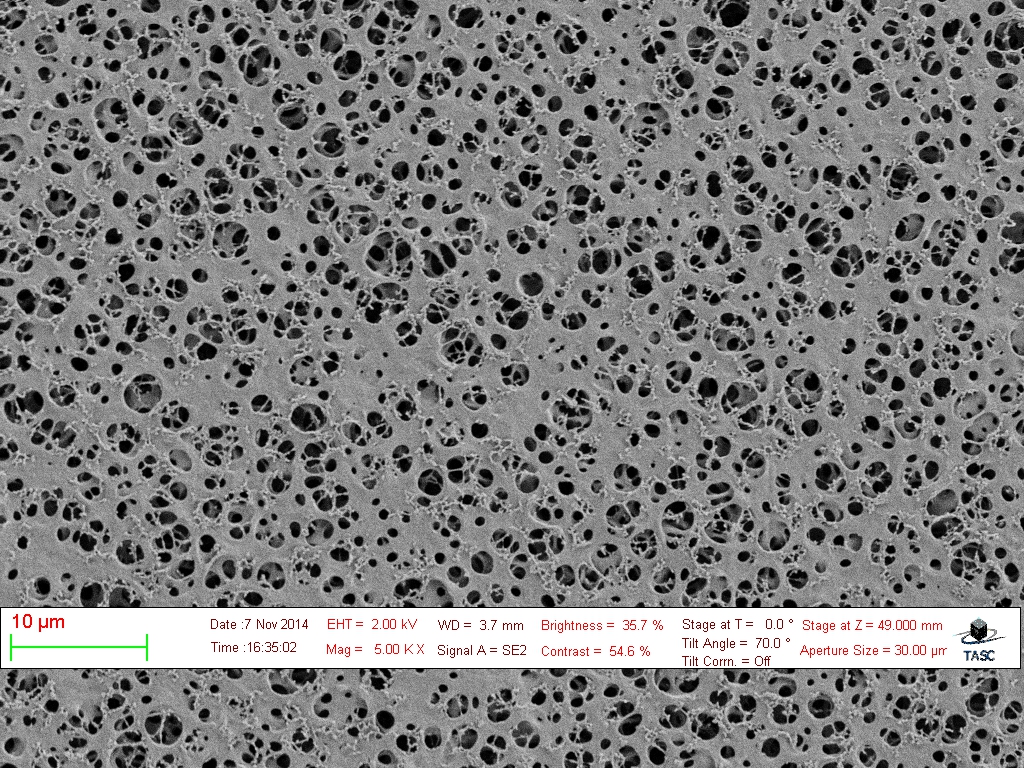 10 µm
Date :7 Nov 2014 EHT = 2.00 kV WD = 3.7 mm Brightness = 35.7 % Stage at T = 0.0 ° Stage at Z = 49.000 mm
Time :16:35:02 Mag = 5.00 K X Signal A = SE2 Contrast = 54.6 % Tilt Angle = 70.0 ° Aperture Size = 30.00 µm
Tilt Corrn. = Off
TASC